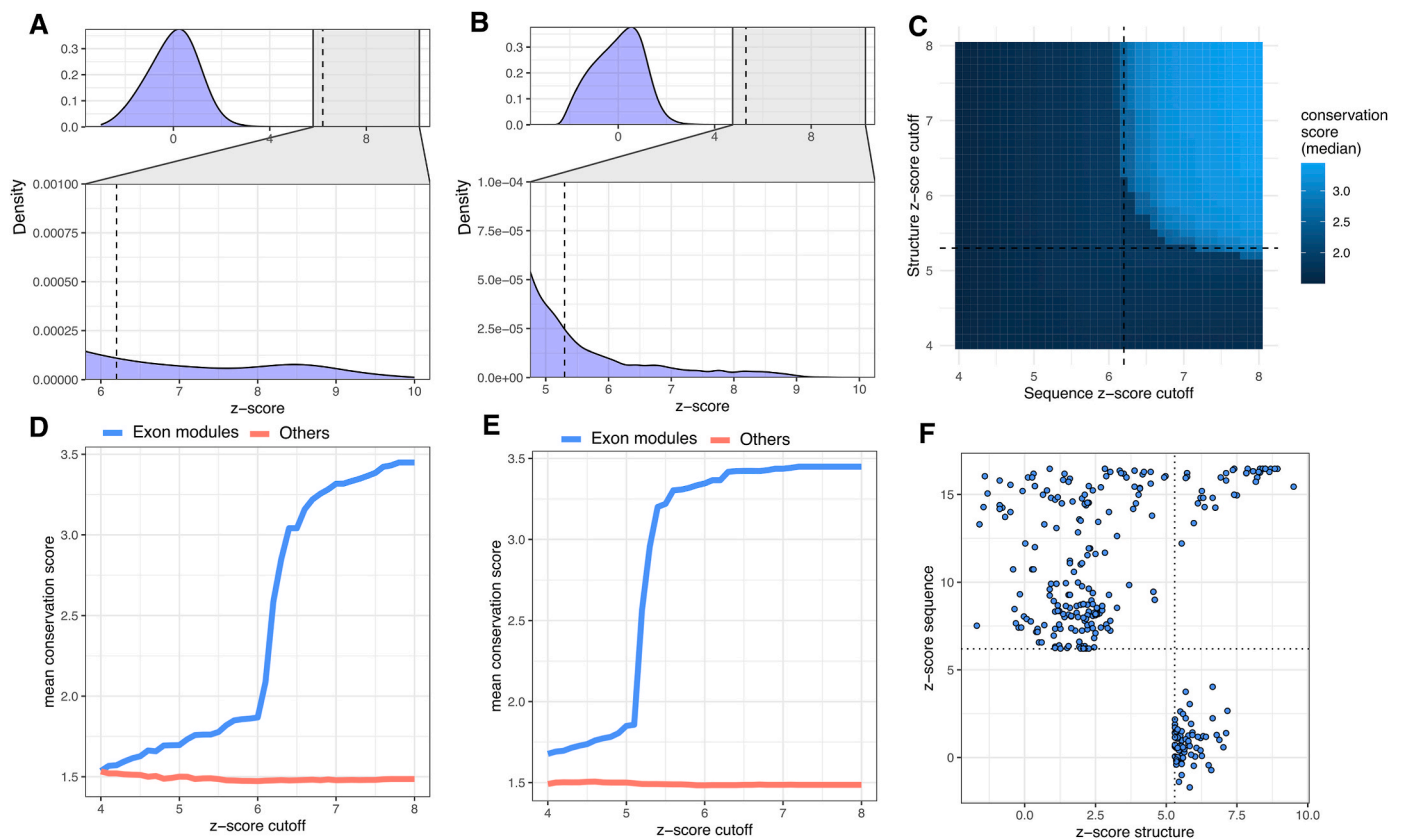 A
0.3
0.2
0.1
0.0
0
4
8
Density
0.00100
0.00075
0.00050
0.00025
0.00000
6
7
8
9
10
z−score
B
0.3
0.2
0.1
0.0
0
4
8
Density
1.0e−04
7.5e−05
5.0e−05
2.5e−05
0.0e+00
5
6
7
8
9
10
z−score
C
Structure z−score cutoff
8
7
6
5
4
4
5
6
7
8
Sequence z−score cutoff
conservation
score
(median)
3.0
2.5
2.0
D
Exon modules
Others
mean conservation score
3.5
3.0
2.5
2.0
1.5
4
5
6
7
8
z−score cutoff
E
Exon modules
Others
mean conservation score
3.5
3.0
2.5
2.0
1.5
4
5
6
7
8
z−score cutoff
F
z−score sequence
15
10
5
0
0.0
2.5
5.0
7.5
10.0
z−score structure